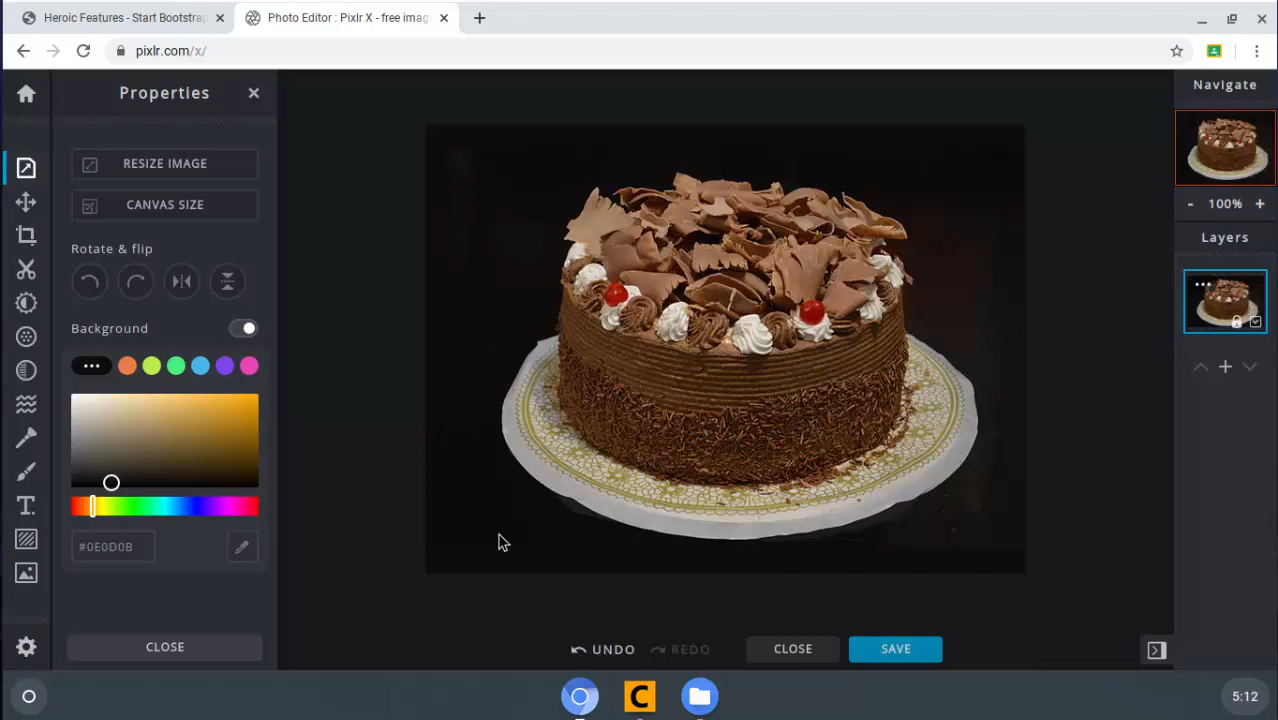 Heroic Features - Start Bootstrap
Photo Editor : Pixlr X - free imag
pixlr.com/x/
Properties
RESIZE IMAGE
CANVAS SIZE
Rotate & flip
Background
#0E0D0B
CLOSE
UNDO
REDO
CLOSE
SAVE
Navigate
- 100% +
Layers
C
5:12